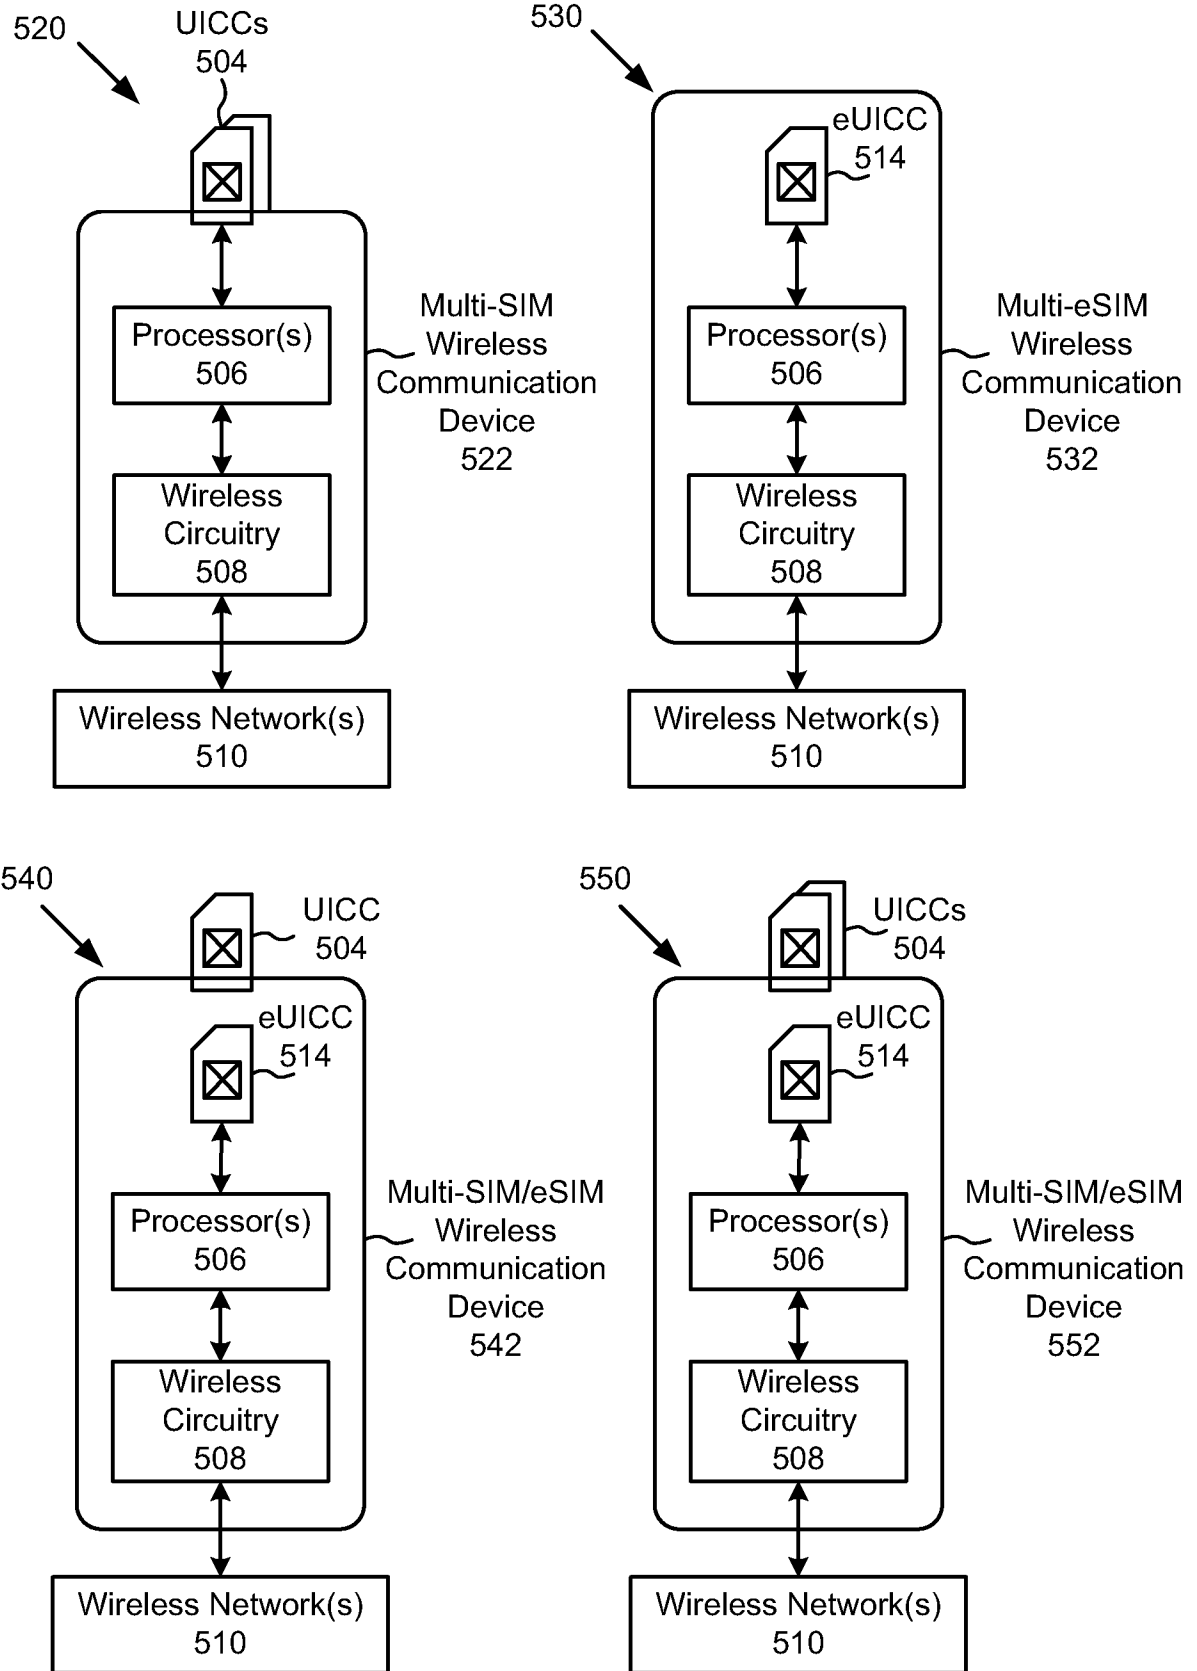 520
UICCs
504
Processor(s)
506
Wireless
Circuitry
508
Multi-SIM
Wireless
Communication
Device
522
Wireless Network(s)
510
530
eUICC
514
Processor(s)
506
Wireless
Circuitry
508
Multi-eSIM
Wireless
Communication
Device
532
Wireless Network(s)
510
540
UICC
504
eUICC
514
Processor(s)
506
Wireless
Circuitry
508
Multi-SIM/eSIM
Wireless
Communication
Device
542
Wireless Network(s)
510
550
UICCs
504
eUICC
514
Processor(s)
506
Wireless
Circuitry
508
Multi-SIM/eSIM
Wireless
Communication
Device
552
Wireless Network(s)
510